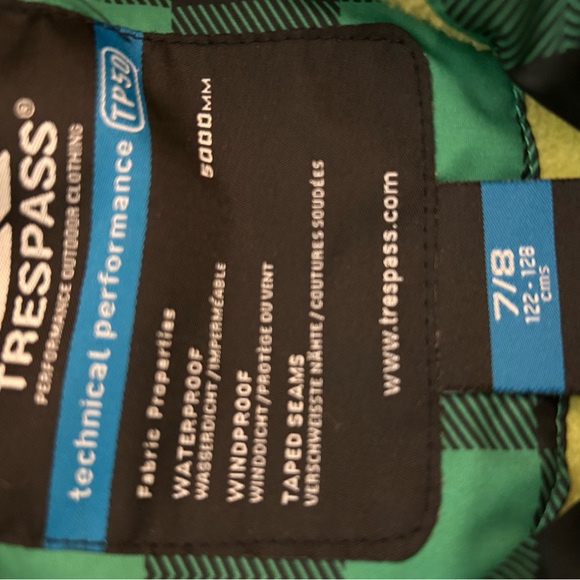 TRESPASS®
PERFORMANCE OUTDOOR CLOTHING
technical performance TP50
Fabric Properties
WATERPROOF 5000MM
WASSERDICHT/IMPERMÉABLE
WINDPROOF
WINDDICHT/PROTÈGE DU VENT
TAPED SEAMS
VERSCHWEISSTE NÄHTE/COUTURES SOUDÉES
www.trespass.com
7/8
122 - 128
cms